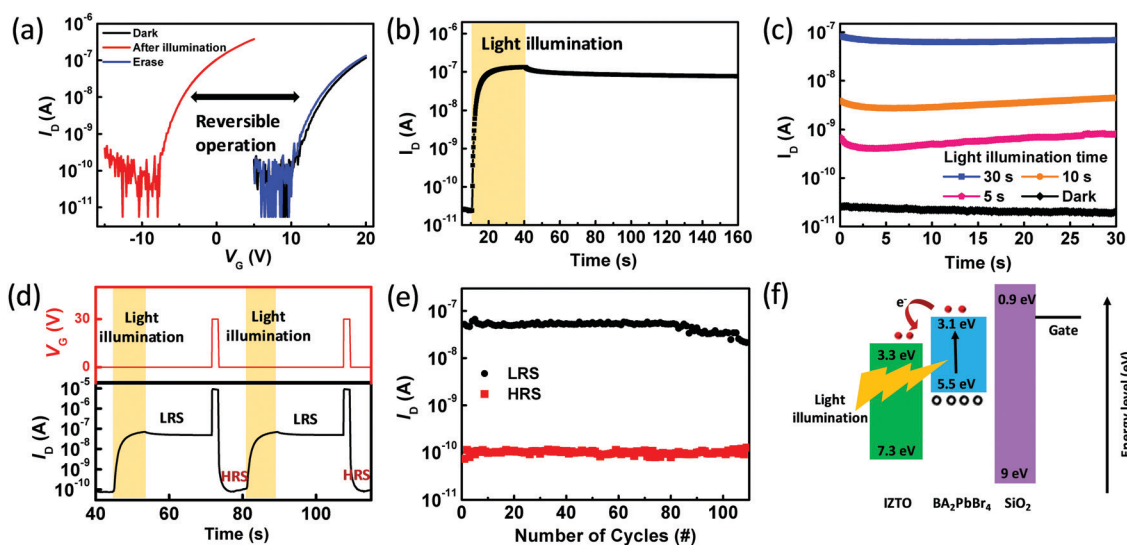 (a)
Dark
After illumination
Erase
Reversible
operation
I_D (A)
10^-6
10^-7
10^-8
10^-9
10^-10
10^-11
-10 0 10 20
V_G (V)
(b)
Light illumination
I_D (A)
10^-5
10^-6
10^-7
10^-8
10^-9
10^-10
10^-11
20 40 60 80 100 120 140 160
Time (s)
(c)
I_D (A)
10^-7
10^-8
10^-9
10^-10
10^-11
Light illumination time
30 s 10 s
5 s Dark
0 5 10 15 20 25 30
Time (s)
(d)
V_G (V)
30
0
Light Light
illumination illumination
I_D (A)
10^-5
10^-6
10^-7
10^-8
10^-9
10^-10
LRS LRS
HRS HRS
40 60 80 100
Time (s)
(e)
I_D (A)
10^-6
10^-7
10^-8
10^-9
10^-10
10^-11
LRS
HRS
0 20 40 60 80 100
Number of Cycles (#)
(f)
e-
0.9 eV
Gate
3.1 eV
3.3 eV
5.5 eV
Light
illumination
7.3 eV
9 eV
IZTO BA2PbBr4 SiO2
Energy level (eV)